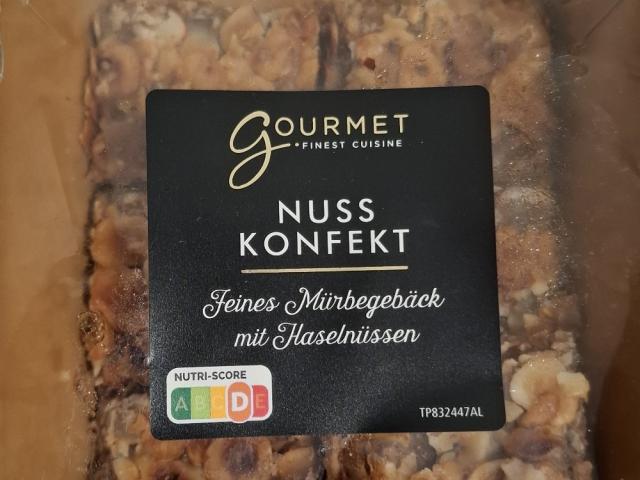 GOURMET
FINEST CUISINE
NUSS
KONFEKT
Feines Mürbegebäck
mit Haselnüssen
NUTRI-SCORE
A B C D E
TP832447AL